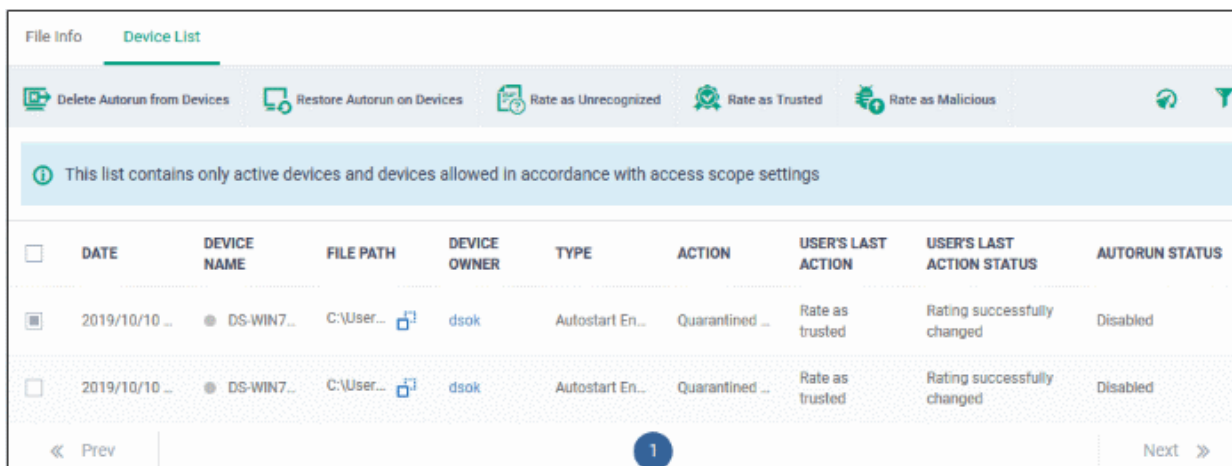 File Info Device List
Delete Autorun from Devices Restore Autorun on Devices Rate as Unrecognized Rate as Trusted Rate as Malicious
This list contains only active devices and devices allowed in accordance with access scope settings
DATE DEVICE NAME FILE PATH DEVICE OWNER TYPE ACTION USER'S LAST ACTION USER'S LAST ACTION STATUS AUTORUN STATUS
2019/10/10 ... DS-WIN7... C:\User... dsok Autostart En... Quarantined ... Rate as trusted Rating successfully changed Disabled
2019/10/10 ... DS-WIN7... C:\User... dsok Autostart En... Quarantined ... Rate as trusted Rating successfully changed Disabled
Prev 1 Next